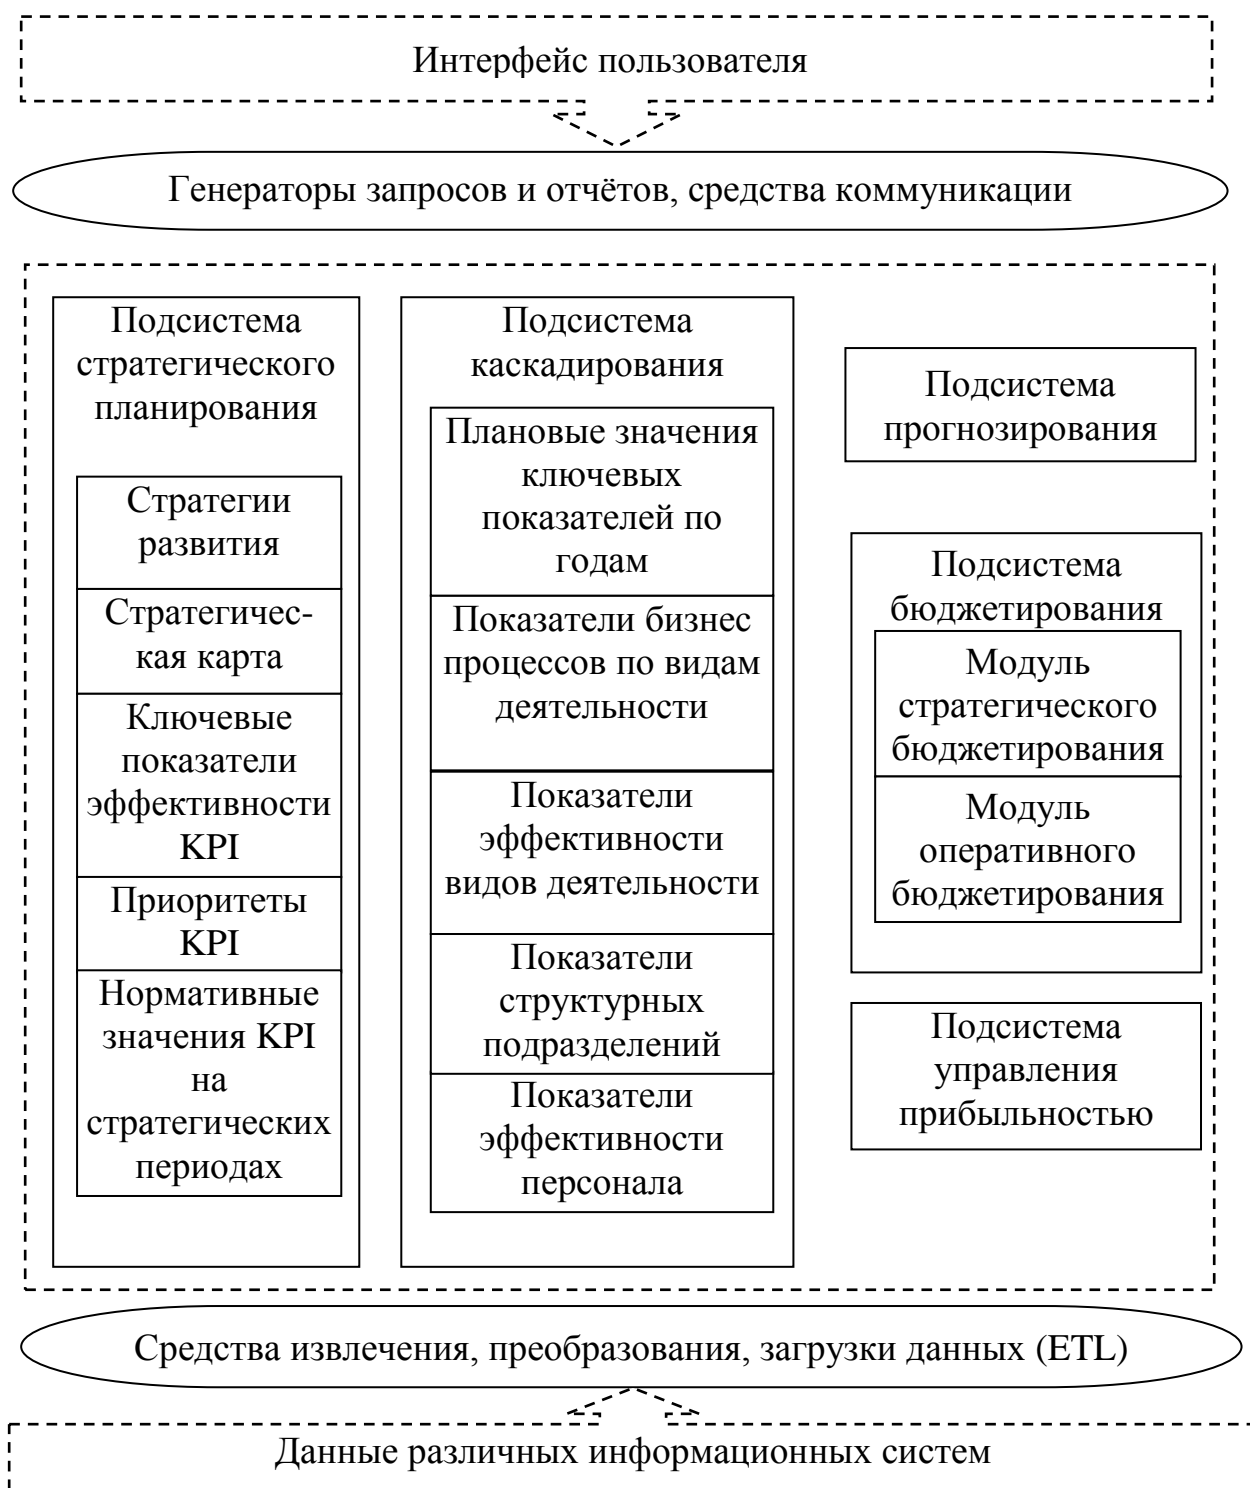 Интерфейс пользователя
Генераторы запросов и отчётов, средства коммуникации
Подсистема
стратегического
планирования
Стратегии
развития
Стратегичес-
кая карта
Ключевые
показатели
эффективности
KPI
Приоритеты
KPI
Нормативные
значения KPI
на
стратегических
периодах
Подсистема
каскадирования
Плановые значения
ключевых
показателей по
годам
Показатели бизнес
процессов по видам
деятельности
Показатели
эффективности
видов деятельности
Показатели
структурных
подразделений
Показатели
эффективности
персонала
Подсистема
прогнозирования
Подсистема
бюджетирования
Модуль
стратегического
бюджетирования
Модуль
оперативного
бюджетирования
Подсистема
управления
прибыльностью
Средства извлечения, преобразования, загрузки данных (ETL)
Данные различных информационных систем